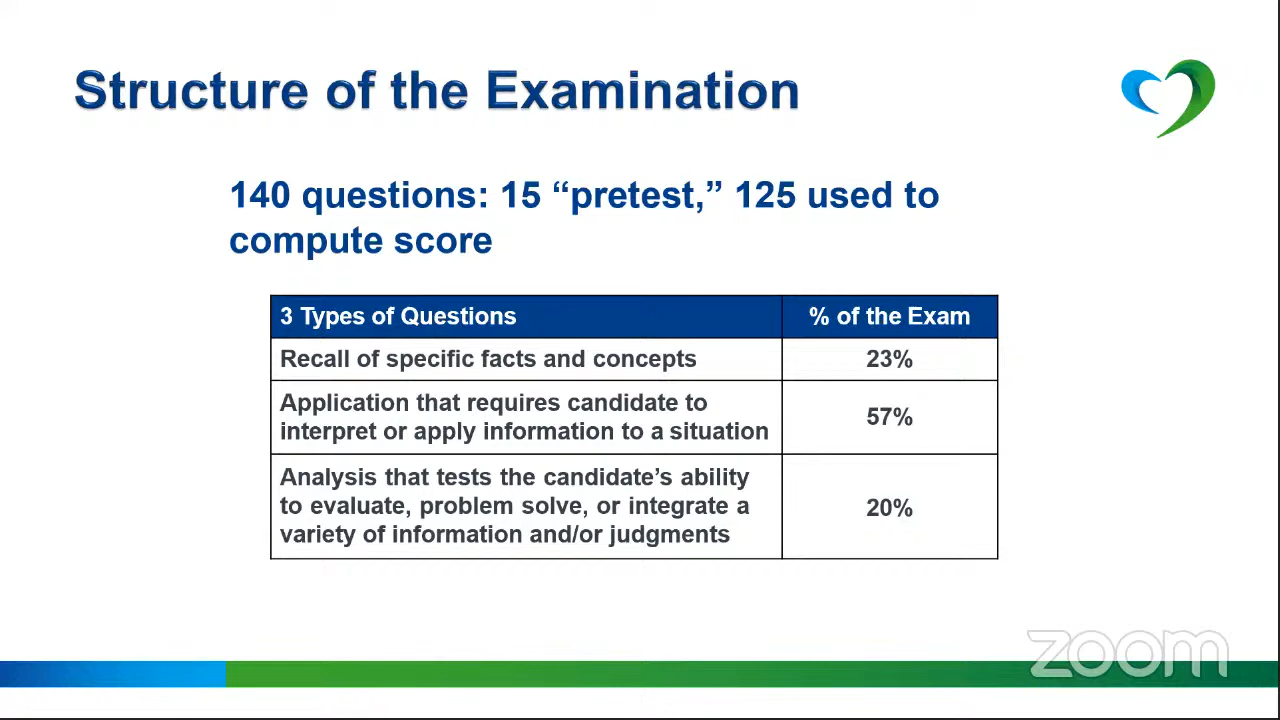 Structure of the Examination
140 questions: 15 “pretest,” 125 used to
compute score
3 Types of Questions
% of the Exam
Recall of specific facts and concepts
23%
Application that requires candidate to
interpret or apply information to a situation
57%
Analysis that tests the candidate’s ability
to evaluate, problem solve, or integrate a
variety of information and/or judgments
20%
zoom